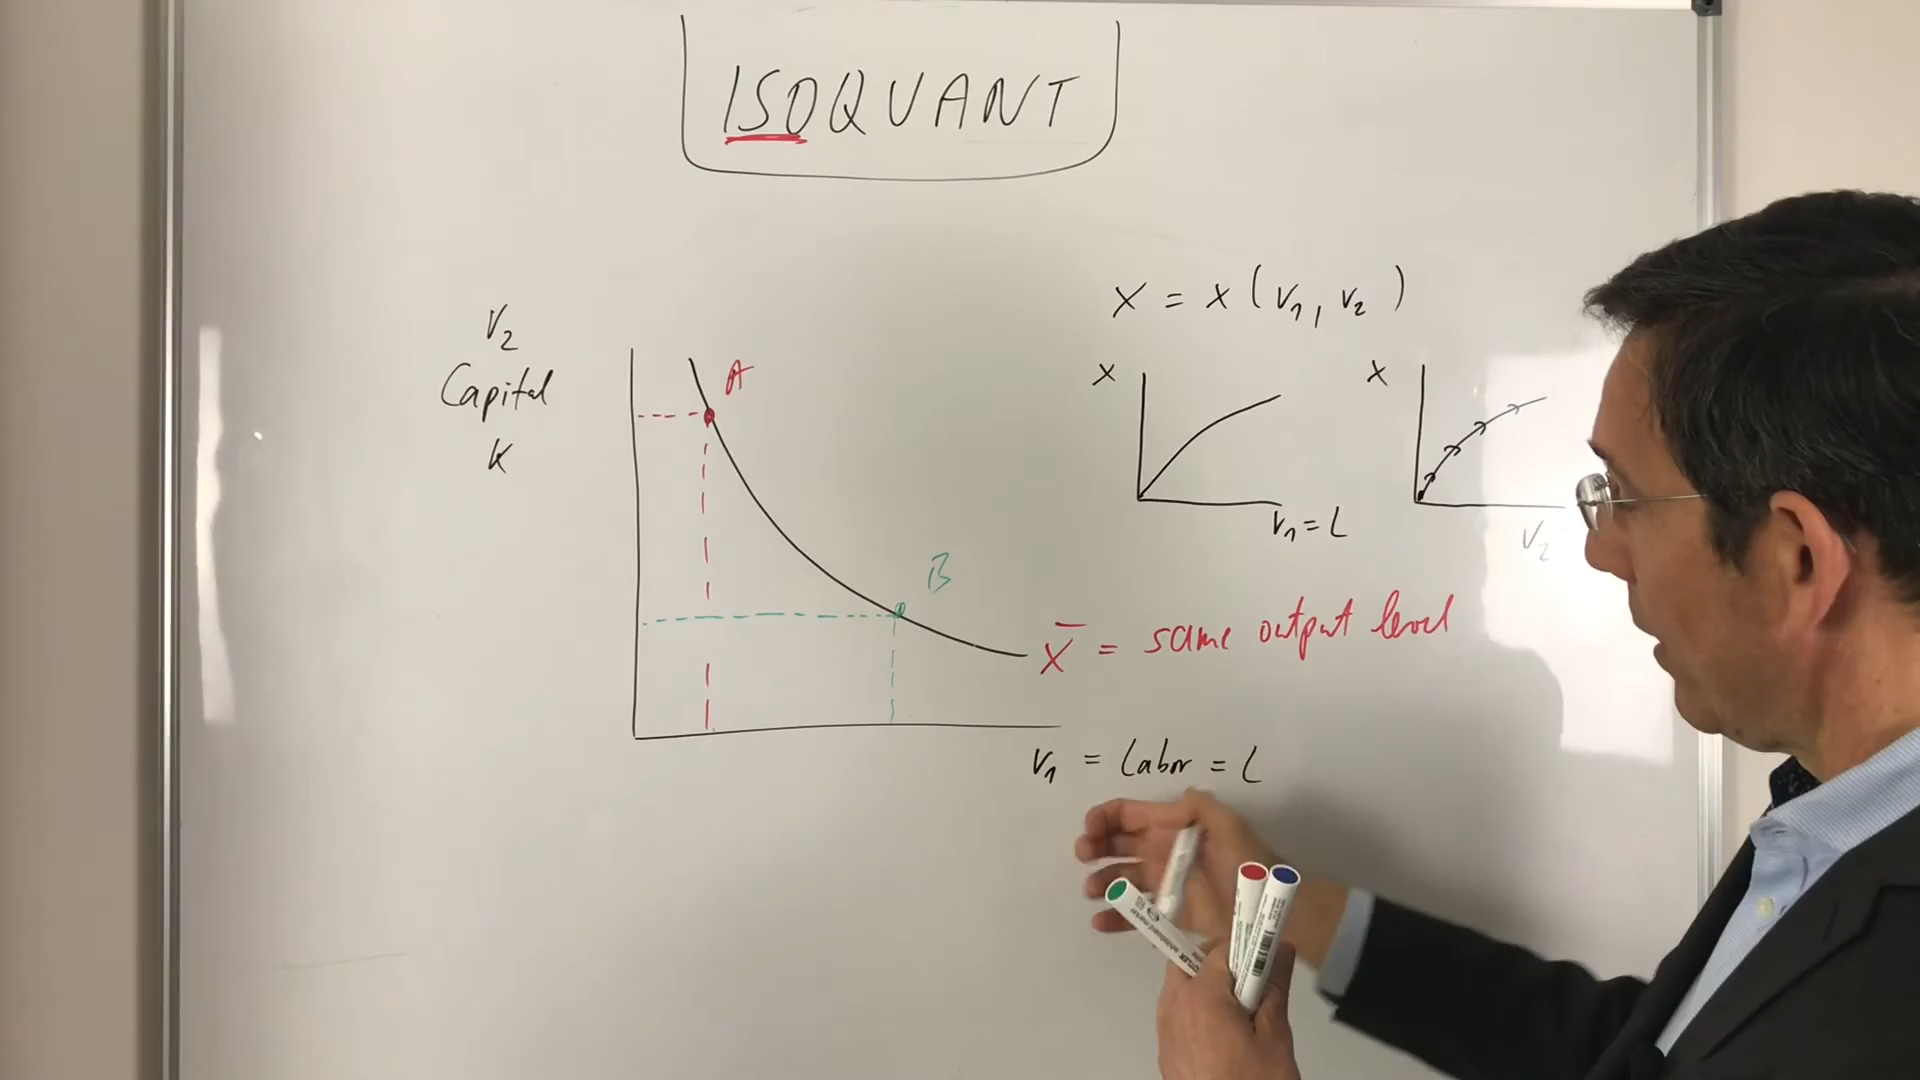 ISOQUANT
X = x (v₁, v₂)
v₂
Capital
K
A
X
X
v₁ = L
v₂
B
X̄ = same output level
v₁ = Labor = L